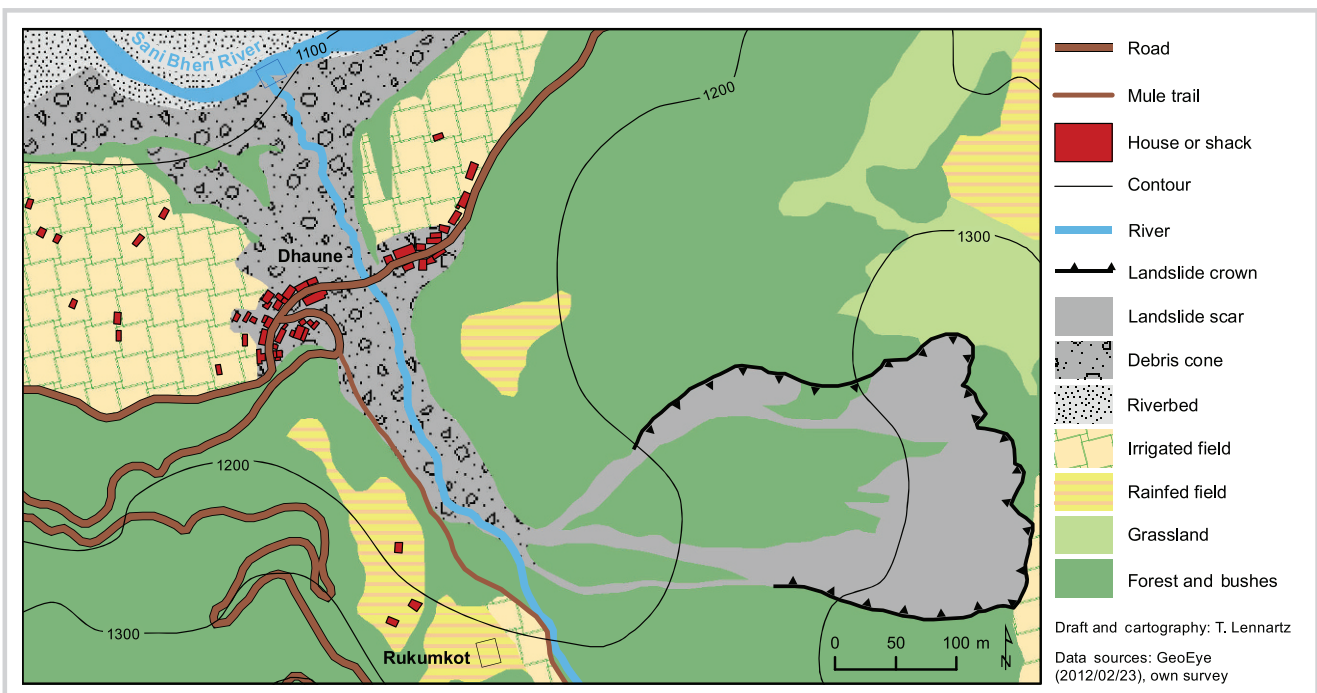 Sani Bheri River
1100
1200
Dhaune
1300
1200
1300
Rukumkot
0 50 100 m
N
Road
Mule trail
House or shack
Contour
River
Landslide crown
Landslide scar
Debris cone
Riverbed
Irrigated field
Rainfed field
Grassland
Forest and bushes
Draft and cartography: T. Lennartz
Data sources: GeoEye
(2012/02/23), own survey